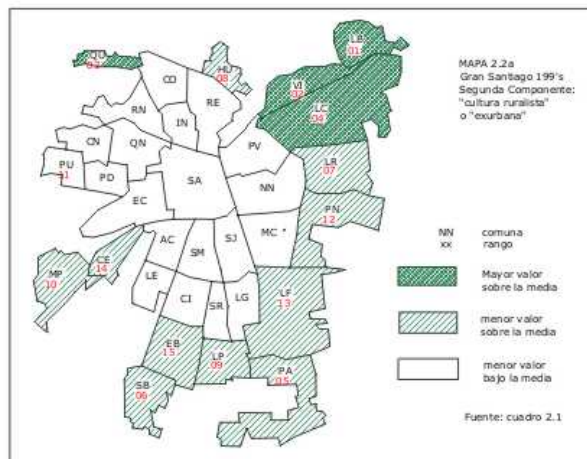 LB
01
QU
03
CO
HU
08
VI
02
RE
LC
04
RN
IN
CN
QN
PV
LR
07
PU
11
PD
SA
NN
PN
12
EC
AC
SM
SJ
MC *
CE
14
MP
10
LE
CI
SR
LG
LF
13
EB
15
LP
09
PA
05
SB
06
MAPA 2.2a
Gran Santiago 199's
Segunda Componente:
"cultura ruralista"
o "exurbana"
NN comuna
xx rango
Mayor valor
sobre la media
menor valor
sobre la media
menor valor
bajo la media
Fuente: cuadro 2.1